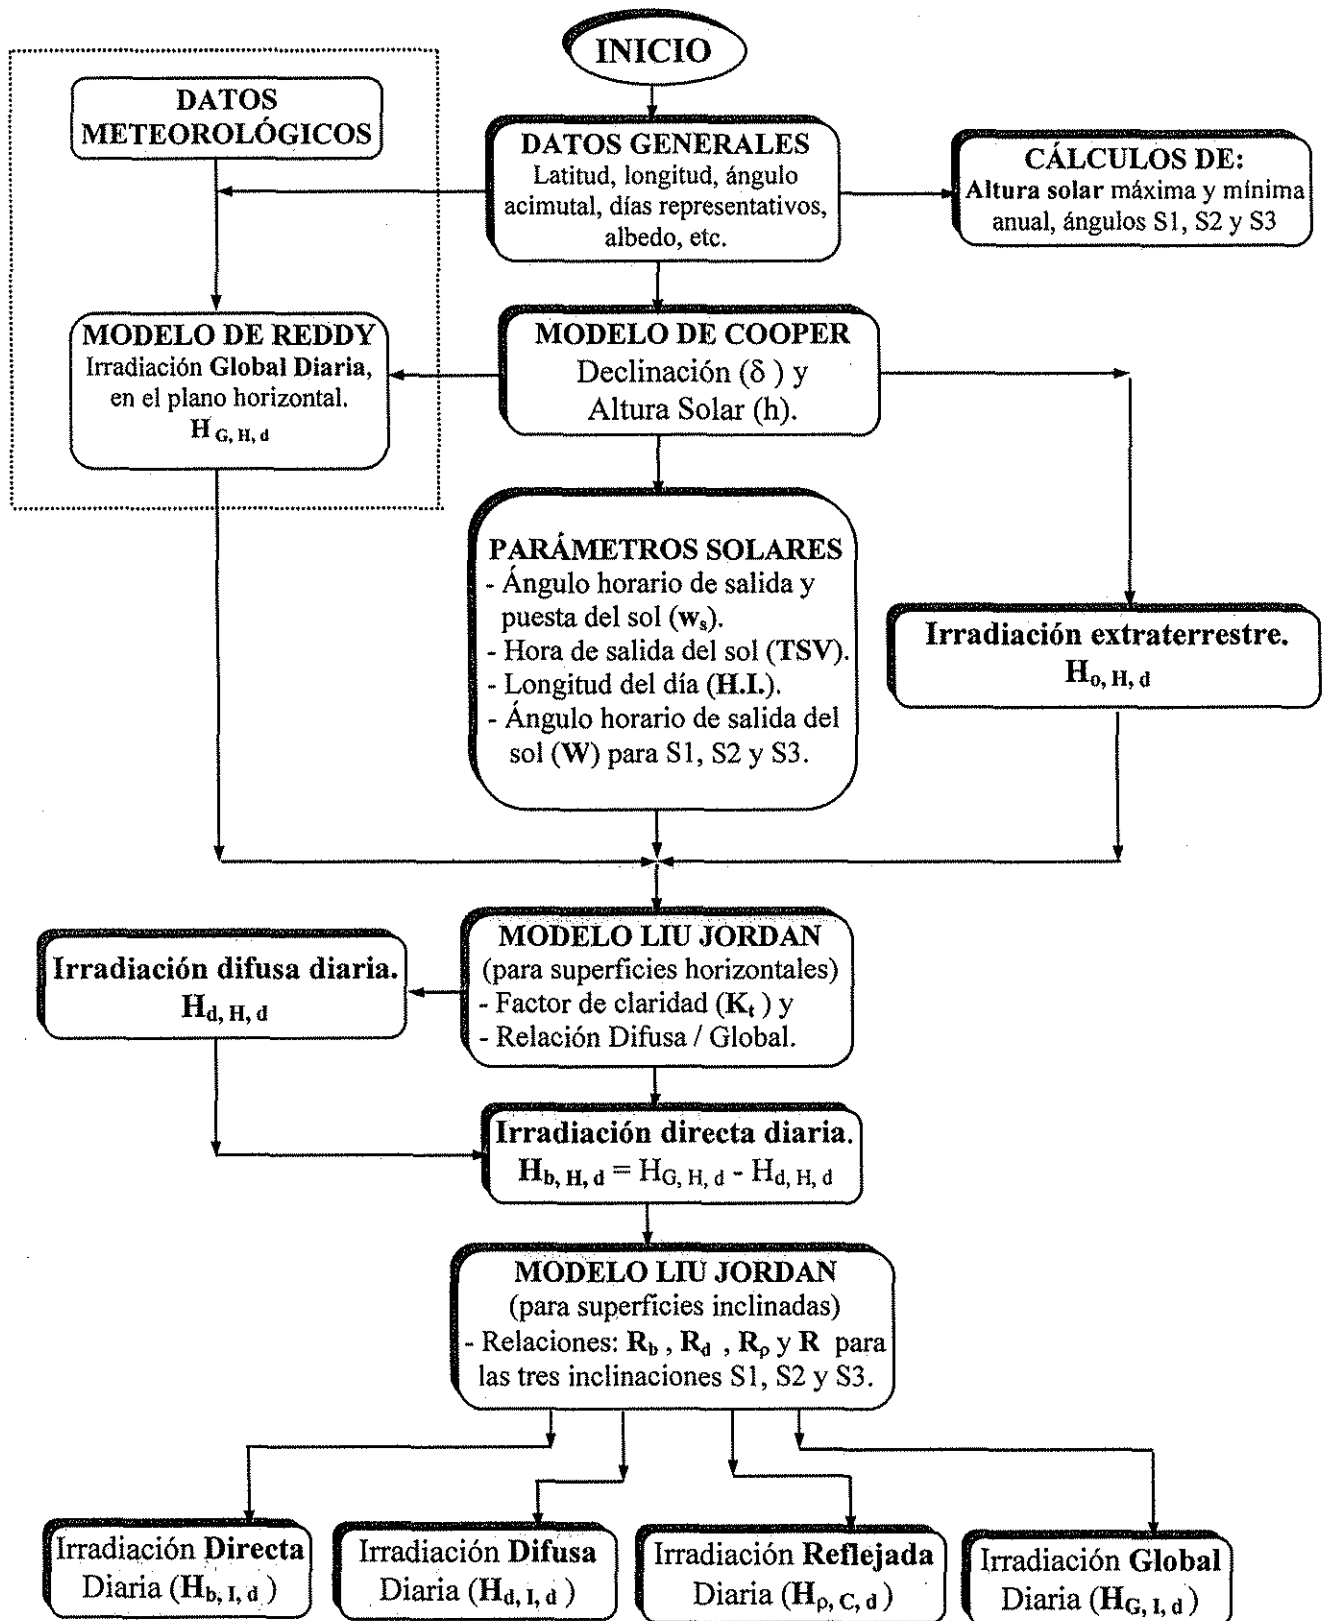 INICIO
DATOS
METEOROLÓGICOS
DATOS GENERALES
Latitud, longitud, ángulo
acimutal, días representativos,
albedo, etc.
CÁLCULOS DE:
Altura solar máxima y mínima
anual, ángulos S1, S2 y S3
MODELO DE REDDY
Irradiación Global Diaria,
en el plano horizontal.
H G, H, d
MODELO DE COOPER
Declinación (δ ) y
Altura Solar (h).
PARÁMETROS SOLARES
- Ángulo horario de salida y
puesta del sol (ws).
- Hora de salida del sol (TSV).
- Longitud del día (H.I.).
- Ángulo horario de salida del
sol (W) para S1, S2 y S3.
Irradiación extraterrestre.
Ho, H, d
MODELO LIU JORDAN
(para superficies horizontales)
- Factor de claridad (Kt ) y
- Relación Difusa / Global.
Irradiación difusa diaria.
Hd, H, d
Irradiación directa diaria.
Hb, H, d = HG, H, d - Hd, H, d
MODELO LIU JORDAN
(para superficies inclinadas)
- Relaciones: Rb , Rd , Rρ y R para
las tres inclinaciones S1, S2 y S3.
Irradiación Directa
Diaria (Hb, I, d )
Irradiación Difusa
Diaria (Hd, I, d )
Irradiación Reflejada
Diaria (Hρ, C, d )
Irradiación Global
Diaria (HG, I, d )